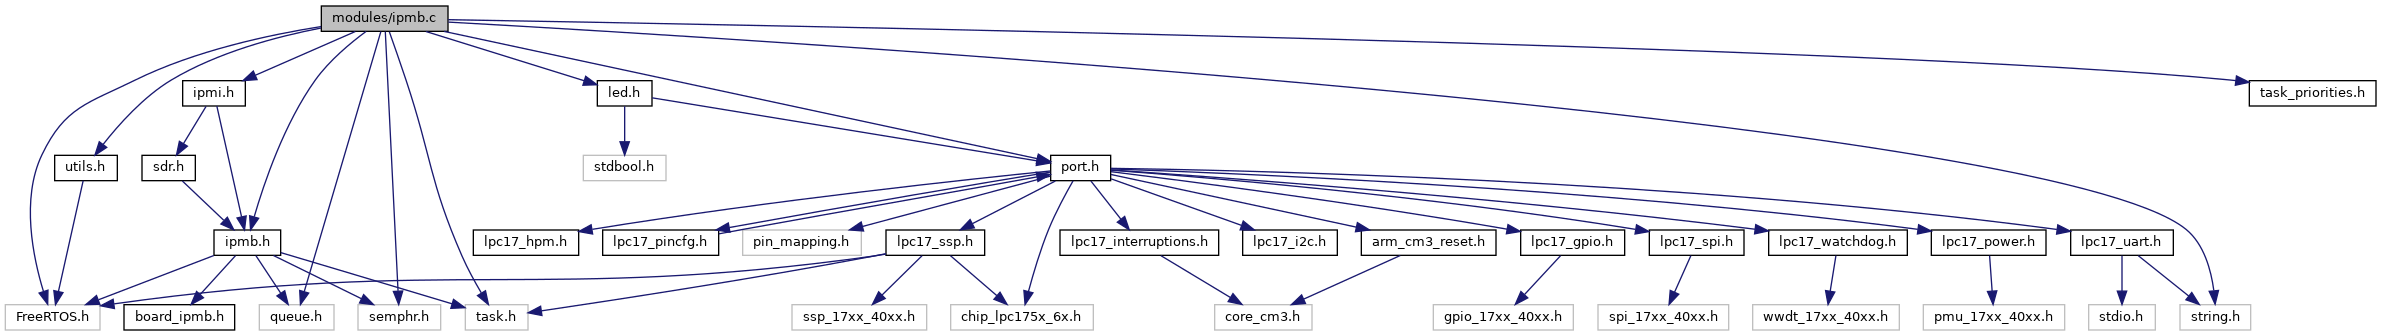 modules/ipmb.c
ipmi.h
led.h
task_priorities.h
utils.h
sdr.h
stdbool.h
port.h
ipmb.h
lpc17_hpm.h
lpc17_pincfg.h
pin_mapping.h
lpc17_ssp.h
lpc17_interruptions.h
lpc17_i2c.h
arm_cm3_reset.h
lpc17_gpio.h
lpc17_spi.h
lpc17_watchdog.h
lpc17_power.h
lpc17_uart.h
FreeRTOS.h
board_ipmb.h
queue.h
semphr.h
task.h
ssp_17xx_40xx.h
chip_lpc175x_6x.h
core_cm3.h
gpio_17xx_40xx.h
spi_17xx_40xx.h
wwdt_17xx_40xx.h
pmu_17xx_40xx.h
stdio.h
string.h